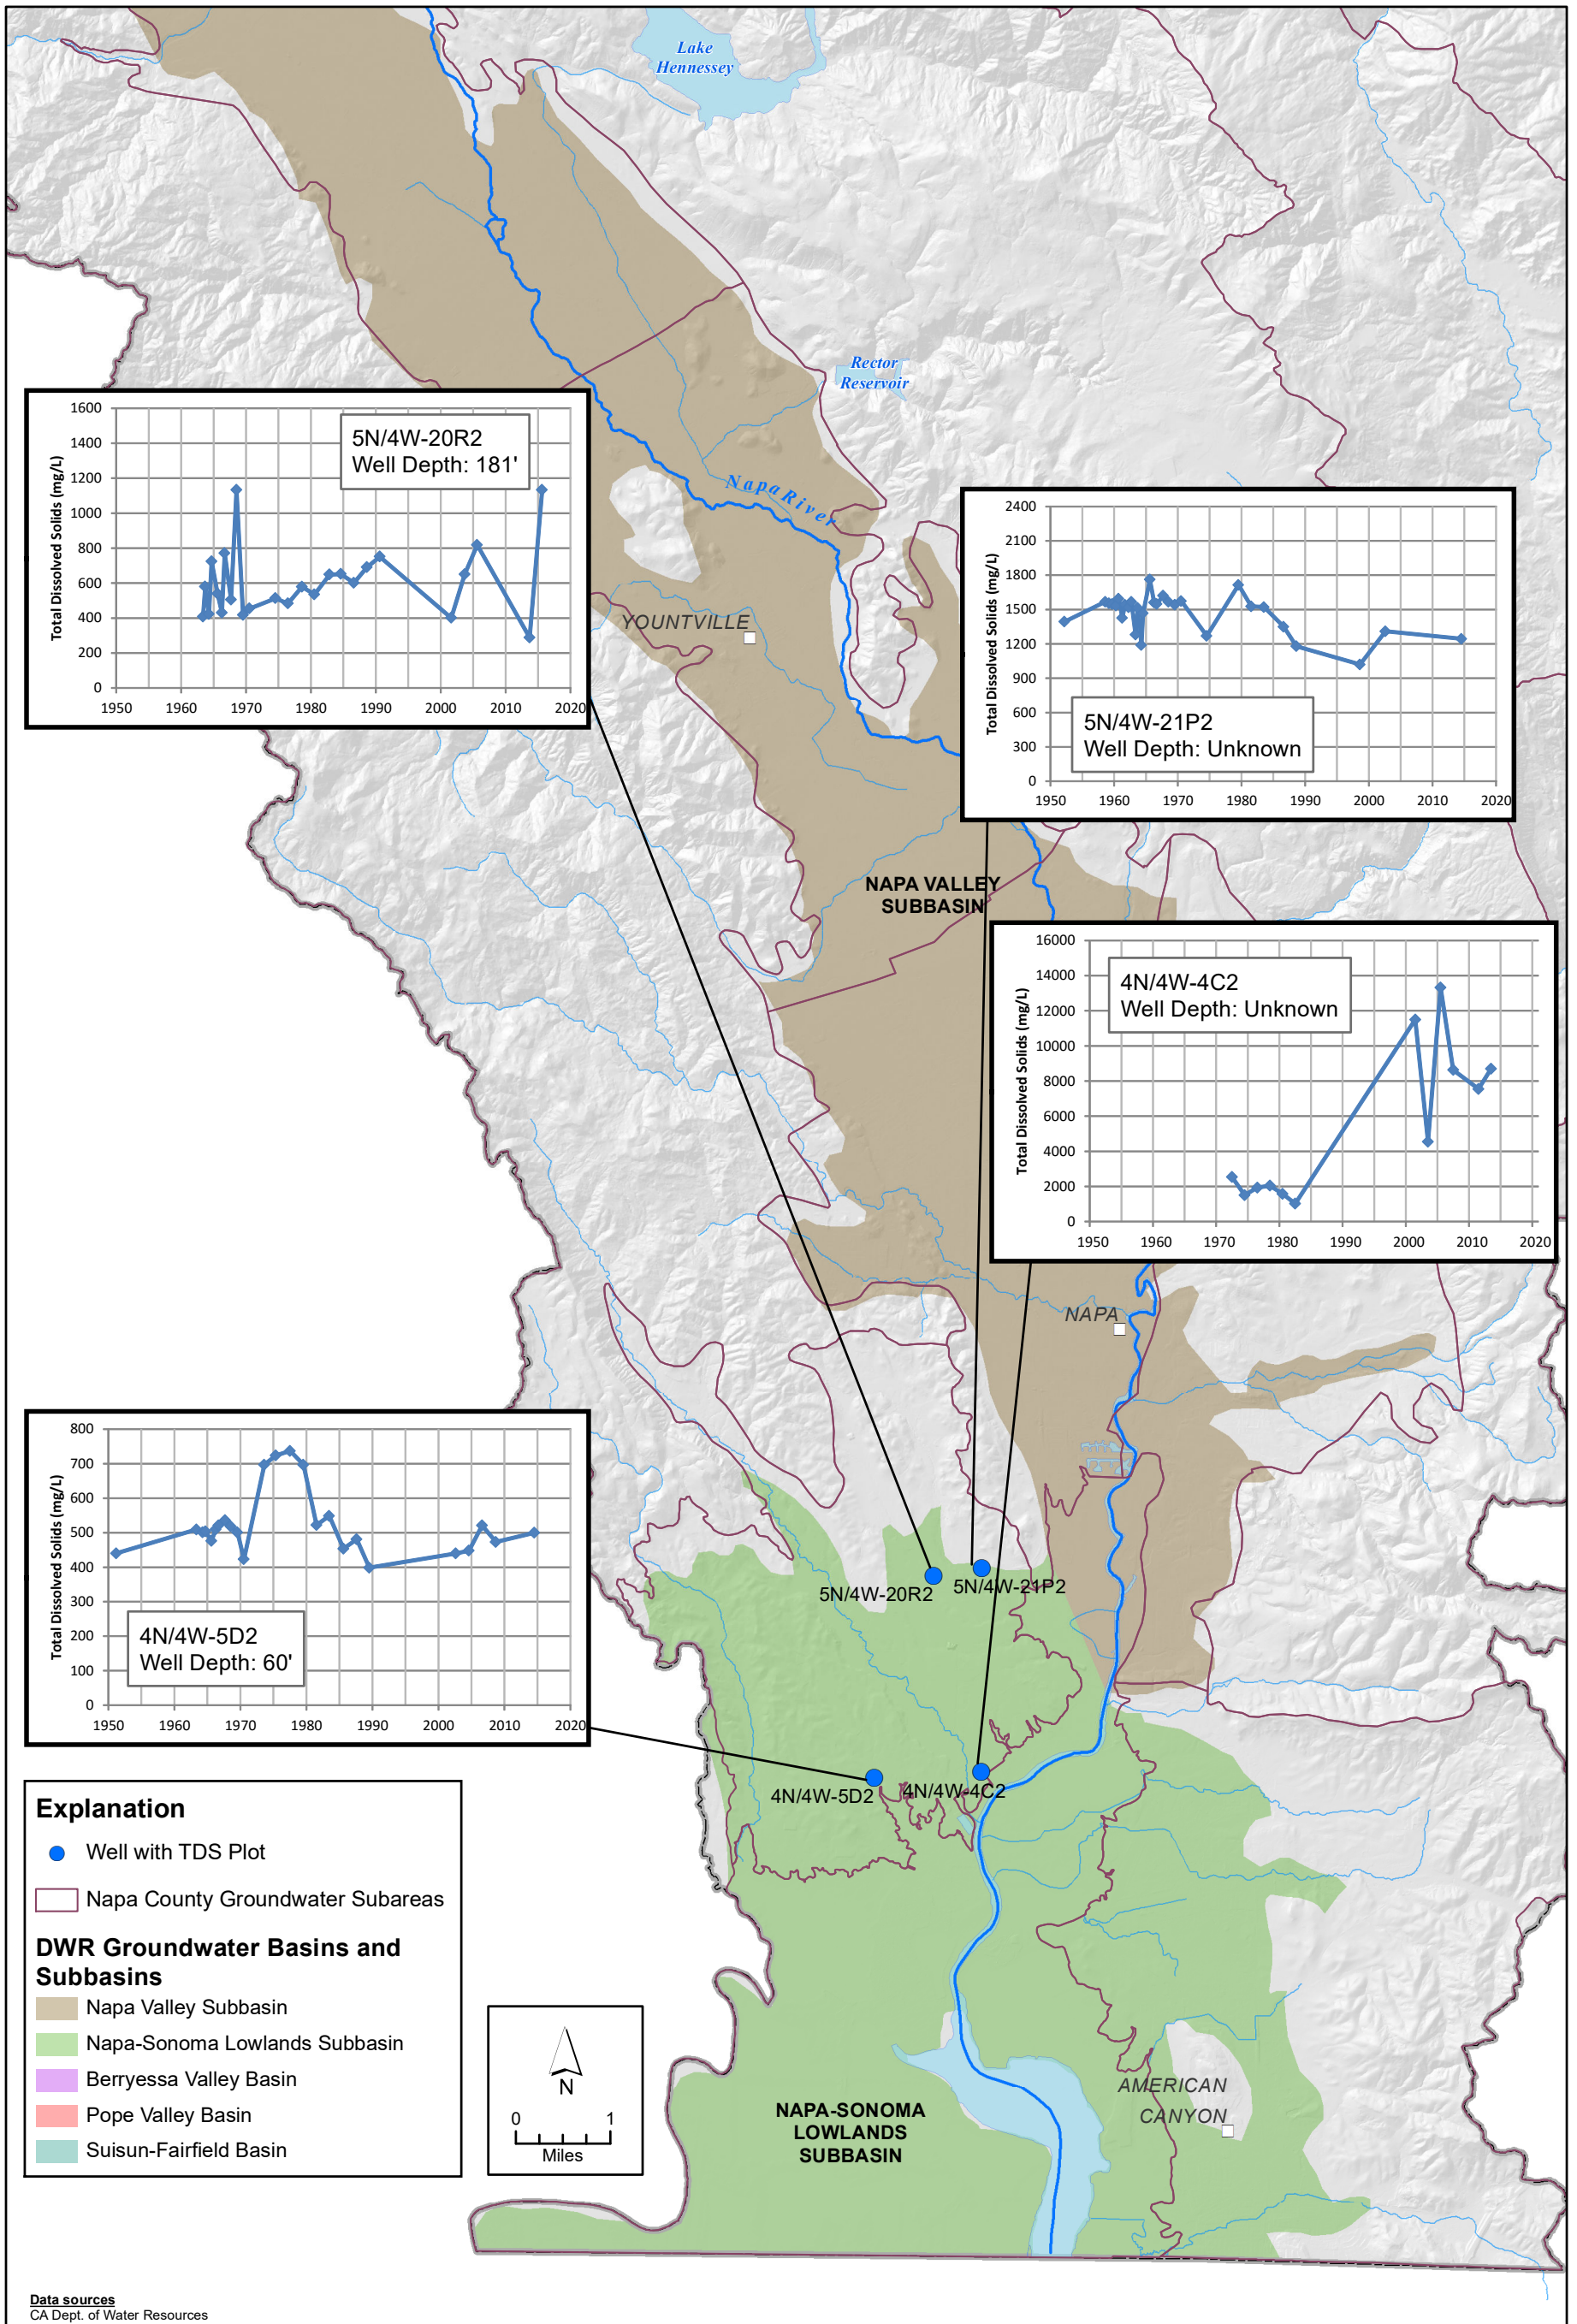 Lake
Hennessey
Rector
Reservoir
Napa River
YOUNTVILLE
1600
1400
1200
1000
800
600
400
200
0
Total Dissolved Solids (mg/L)
5N/4W-20R2
Well Depth: 181'
1950 1960 1970 1980 1990 2000 2010 2020
2400
2100
1800
1500
1200
900
600
300
0
Total Dissolved Solids (mg/L)
5N/4W-21P2
Well Depth: Unknown
1950 1960 1970 1980 1990 2000 2010 2020
NAPA VALLEY
SUBBASIN
16000
14000
12000
10000
8000
6000
4000
2000
0
Total Dissolved Solids (mg/L)
4N/4W-4C2
Well Depth: Unknown
1950 1960 1970 1980 1990 2000 2010 2020
NAPA
800
700
600
500
400
300
200
100
0
Total Dissolved Solids (mg/L)
4N/4W-5D2
Well Depth: 60'
1950 1960 1970 1980 1990 2000 2010 2020
5N/4W-20R2
5N/4W-21P2
4N/4W-5D2
4N/4W-4C2
Explanation
Well with TDS Plot
Napa County Groundwater Subareas
DWR Groundwater Basins and
Subbasins
Napa Valley Subbasin
Napa-Sonoma Lowlands Subbasin
Berryessa Valley Basin
Pope Valley Basin
Suisun-Fairfield Basin
N
0 1
Miles
NAPA-SONOMA
LOWLANDS
SUBBASIN
AMERICAN
CANYON
Data sources
CA Dept. of Water Resources